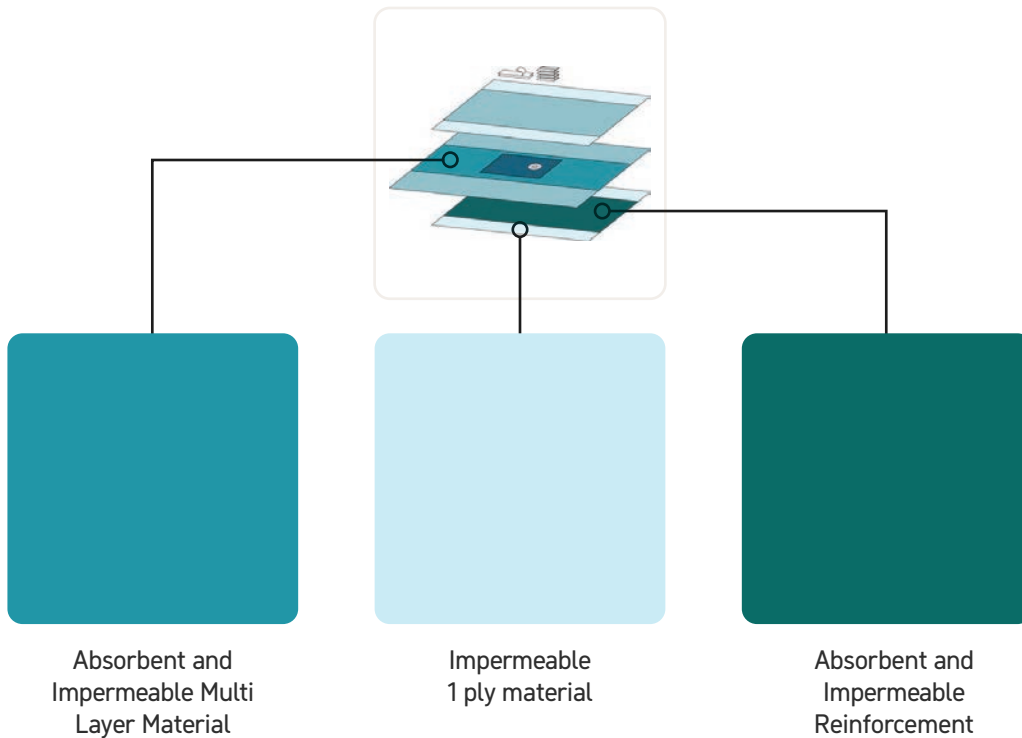 Absorbent and
Impermeable Multi
Layer Material
Impermeable
1 ply material
Absorbent and
Impermeable
Reinforcement